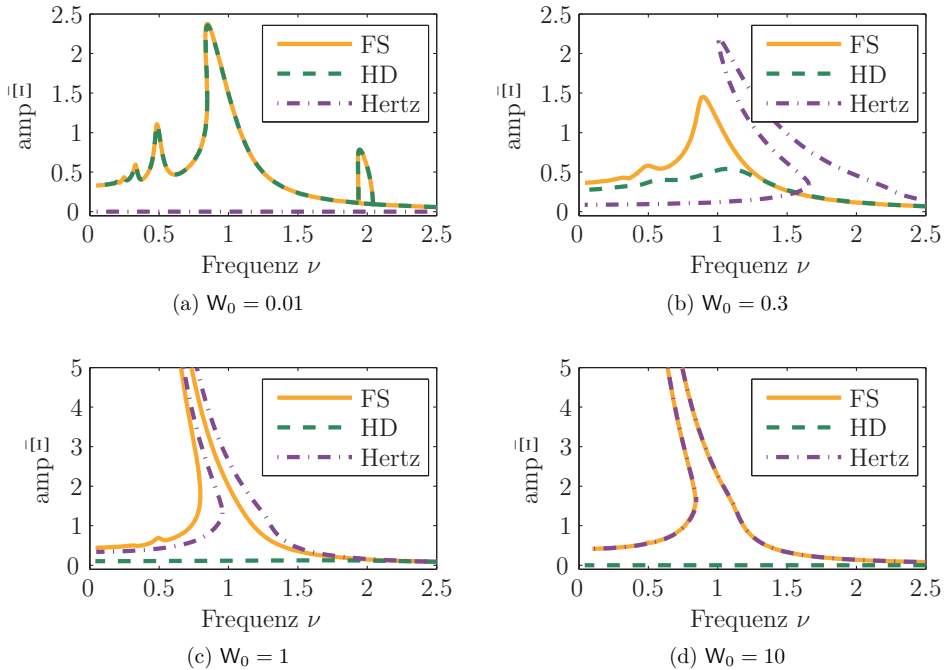 2.5
2
1.5
1
0.5
0
amp Ξ̄
FS
HD
Hertz
0 0.5 1 1.5 2 2.5
Frequenz ν
(a) W₀ = 0.01
2.5
2
1.5
1
0.5
0
amp Ξ̄
FS
HD
Hertz
0 0.5 1 1.5 2 2.5
Frequenz ν
(b) W₀ = 0.3
5
4
3
2
1
0
amp Ξ̄
FS
HD
Hertz
0 0.5 1 1.5 2 2.5
Frequenz ν
(c) W₀ = 1
5
4
3
2
1
0
amp Ξ̄
FS
HD
Hertz
0 0.5 1 1.5 2 2.5
Frequenz ν
(d) W₀ = 10